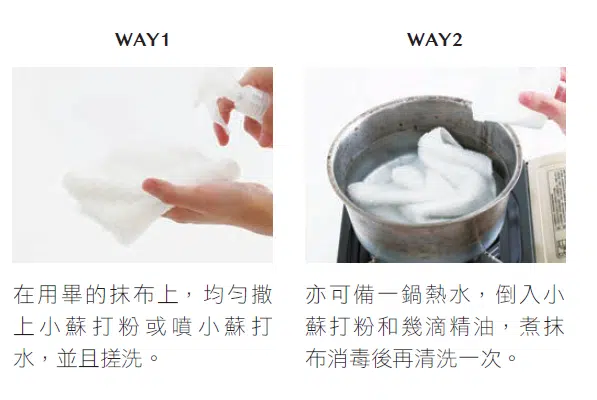 WAY1
在用畢的抹布上，均勻撒
上小蘇打粉或噴小蘇打
水，並且搓洗。
WAY2
亦可備一鍋熱水，倒入小
蘇打粉和幾滴精油，煮抹
布消毒後再清洗一次。